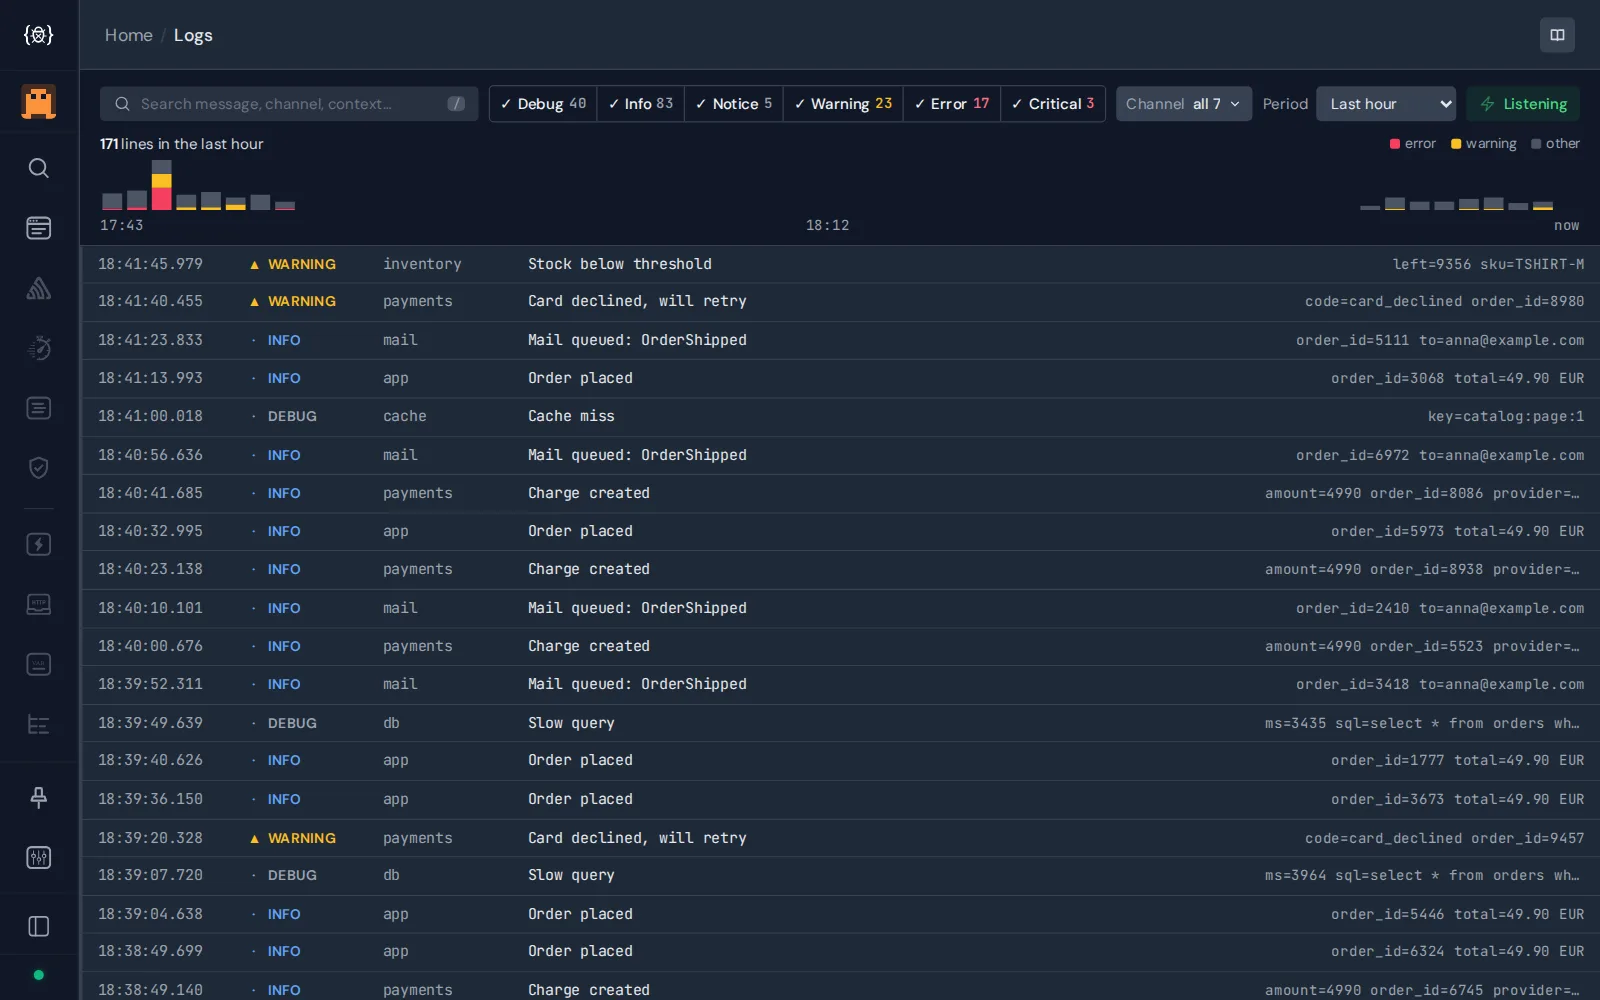 Home / Logs
Search message, channel, context... /
✓ Debug 40 ✓ Info 83 ✓ Notice 5 ✓ Warning 23 ✓ Error 17 ✓ Critical 3
Channel all 7
Period Last hour
Listening
171 lines in the last hour
error warning other
17:43 18:12 now
18:41:45.979 ▲ WARNING inventory Stock below threshold left=9356 sku=TSHIRT-M
18:41:40.455 ▲ WARNING payments Card declined, will retry code=card_declined order_id=8980
18:41:23.833 · INFO mail Mail queued: OrderShipped order_id=5111 to=anna@example.com
18:41:13.993 · INFO app Order placed order_id=3068 total=49.90 EUR
18:41:00.018 · DEBUG cache Cache miss key=catalog:page:1
18:40:56.636 · INFO mail Mail queued: OrderShipped order_id=6972 to=anna@example.com
18:40:41.685 · INFO payments Charge created amount=4990 order_id=8086 provider=…
18:40:32.995 · INFO app Order placed order_id=5973 total=49.90 EUR
18:40:23.138 · INFO payments Charge created amount=4990 order_id=8938 provider=…
18:40:10.101 · INFO mail Mail queued: OrderShipped order_id=2410 to=anna@example.com
18:40:00.676 · INFO payments Charge created amount=4990 order_id=5523 provider=…
18:39:52.311 · INFO mail Mail queued: OrderShipped order_id=3418 to=anna@example.com
18:39:49.639 · DEBUG db Slow query ms=3435 sql=select * from orders wh…
18:39:40.626 · INFO app Order placed order_id=1777 total=49.90 EUR
18:39:36.150 · INFO app Order placed order_id=3673 total=49.90 EUR
18:39:20.328 ▲ WARNING payments Card declined, will retry code=card_declined order_id=9457
18:39:07.720 · DEBUG db Slow query ms=3964 sql=select * from orders wh…
18:39:04.638 · INFO app Order placed order_id=5446 total=49.90 EUR
18:38:49.699 · INFO app Order placed order_id=6324 total=49.90 EUR
18:38:49.140 · INFO payments Charge created amount=4990 order_id=6745 provider=…